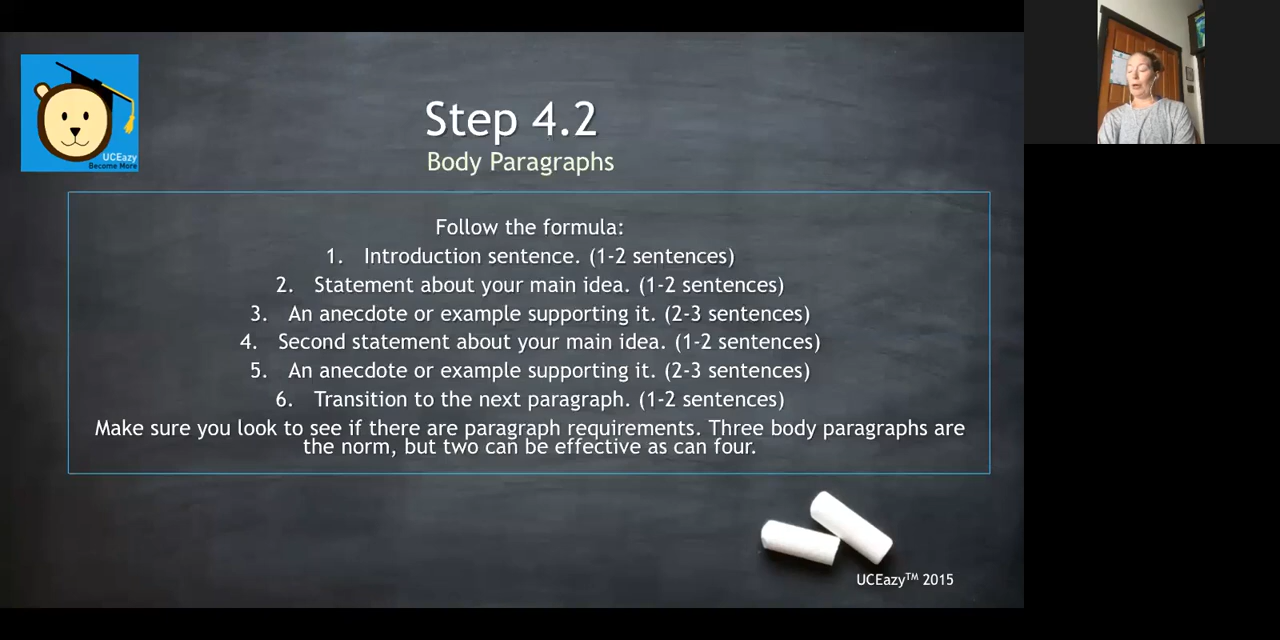 UCEazy
Become More
Step 4.2
Body Paragraphs
Follow the formula:
1. Introduction sentence. (1-2 sentences)
2. Statement about your main idea. (1-2 sentences)
3. An anecdote or example supporting it. (2-3 sentences)
4. Second statement about your main idea. (1-2 sentences)
5. An anecdote or example supporting it. (2-3 sentences)
6. Transition to the next paragraph. (1-2 sentences)
Make sure you look to see if there are paragraph requirements. Three body paragraphs are
the norm, but two can be effective as can four.
UCEazy™ 2015